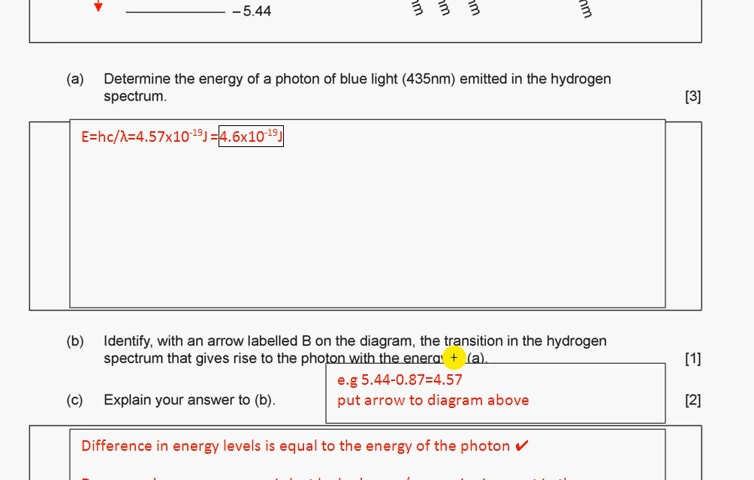 – 5.44
nm
nm
nm
nm
(a) Determine the energy of a photon of blue light (435nm) emitted in the hydrogen
spectrum.
[3]
E=hc/λ=4.57x10⁻¹⁹J =4.6x10⁻¹⁹J
(b) Identify, with an arrow labelled B on the diagram, the transition in the hydrogen
spectrum that gives rise to the photon with the energ + (a).
[1]
e.g 5.44-0.87=4.57
(c) Explain your answer to (b).
put arrow to diagram above
[2]
Difference in energy levels is equal to the energy of the photon ✔